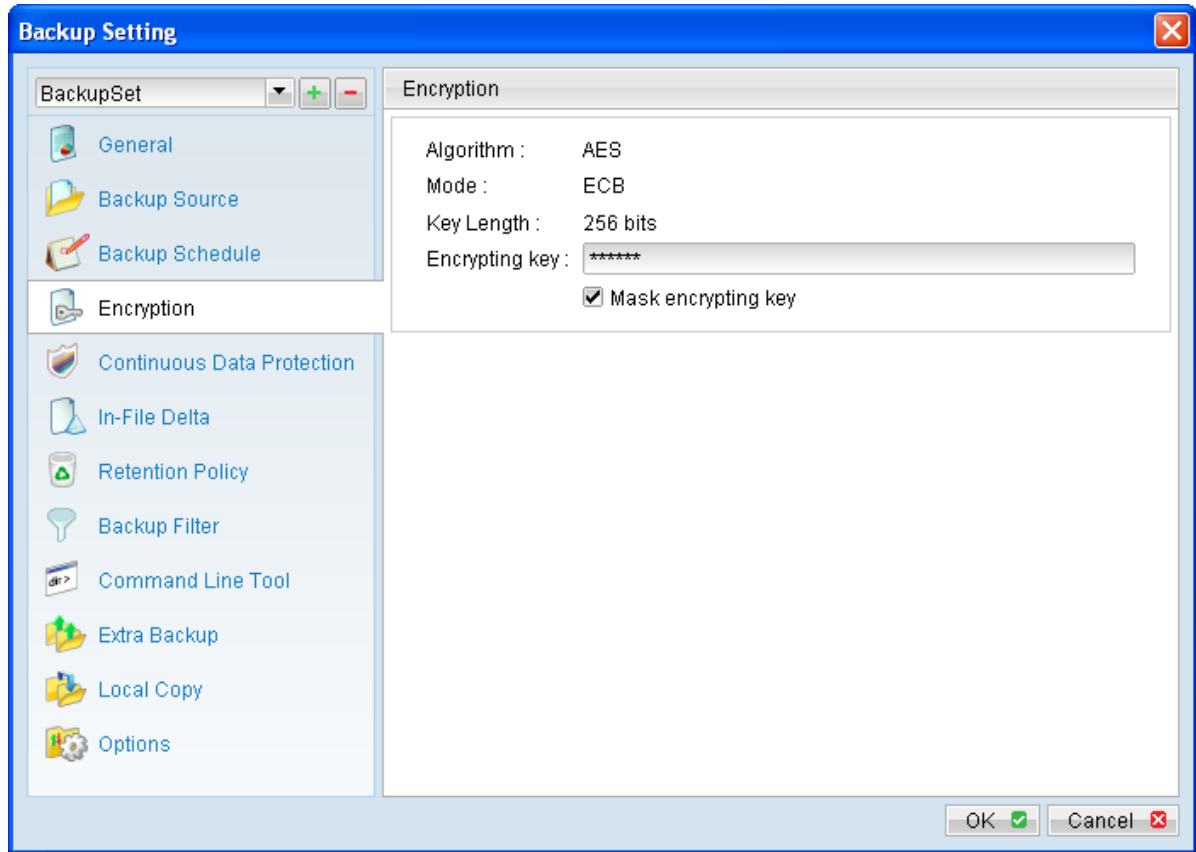 Backup Setting
BackupSet
General
Backup Source
Backup Schedule
Encryption
Continuous Data Protection
In-File Delta
Retention Policy
Backup Filter
dir >
Command Line Tool
Extra Backup
Local Copy
Options
Encryption
Algorithm : AES
Mode : ECB
Key Length : 256 bits
Encrypting key : ******
Mask encrypting key
OK
Cancel